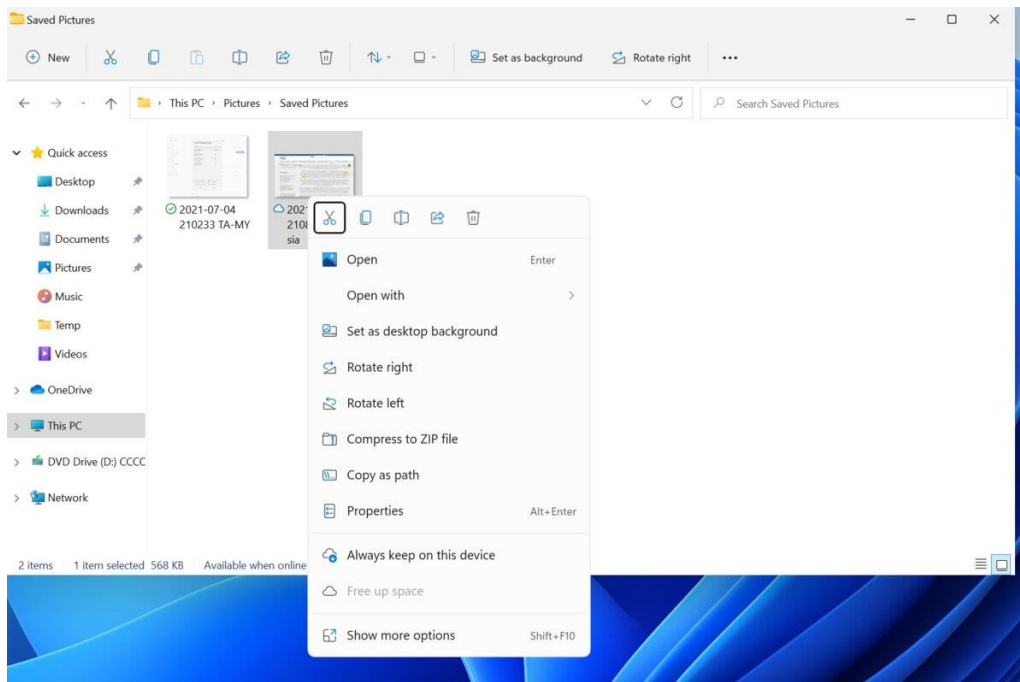 Saved Pictures
New
Set as background
Rotate right
This PC > Pictures > Saved Pictures
Search Saved Pictures
Quick access
Desktop
Downloads
Documents
Pictures
Music
Temp
Videos
OneDrive
This PC
DVD Drive (D:) CCCC
Network
2021-07-04
210233 TA-MY
202
210
sia
Open Enter
Open with
Set as desktop background
Rotate right
Rotate left
Compress to ZIP file
Copy as path
Properties Alt+Enter
Always keep on this device
Free up space
Show more options Shift+F10
2 items 1 item selected 568 KB Available when online